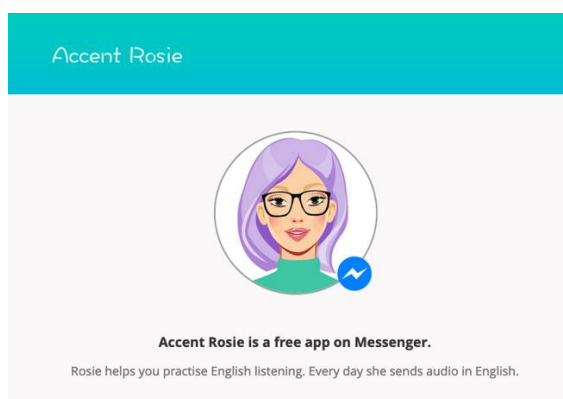 Accent Rosie
Accent Rosie is a free app on Messenger.
Rosie helps you practise English listening. Every day she sends audio in English.